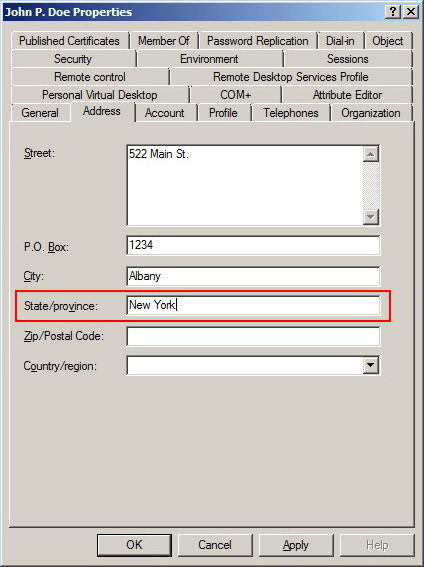 John P. Doe Properties
Published Certificates Member Of Password Replication Dial-in Object
Security Environment Sessions
Remote control Remote Desktop Services Profile
Personal Virtual Desktop COM+ Attribute Editor
General Address Account Profile Telephones Organization
Street: 522 Main St.
P.O. Box: 1234
City: Albany
State/province: New York
Zip/Postal Code:
Country/region:
OK Cancel Apply Help